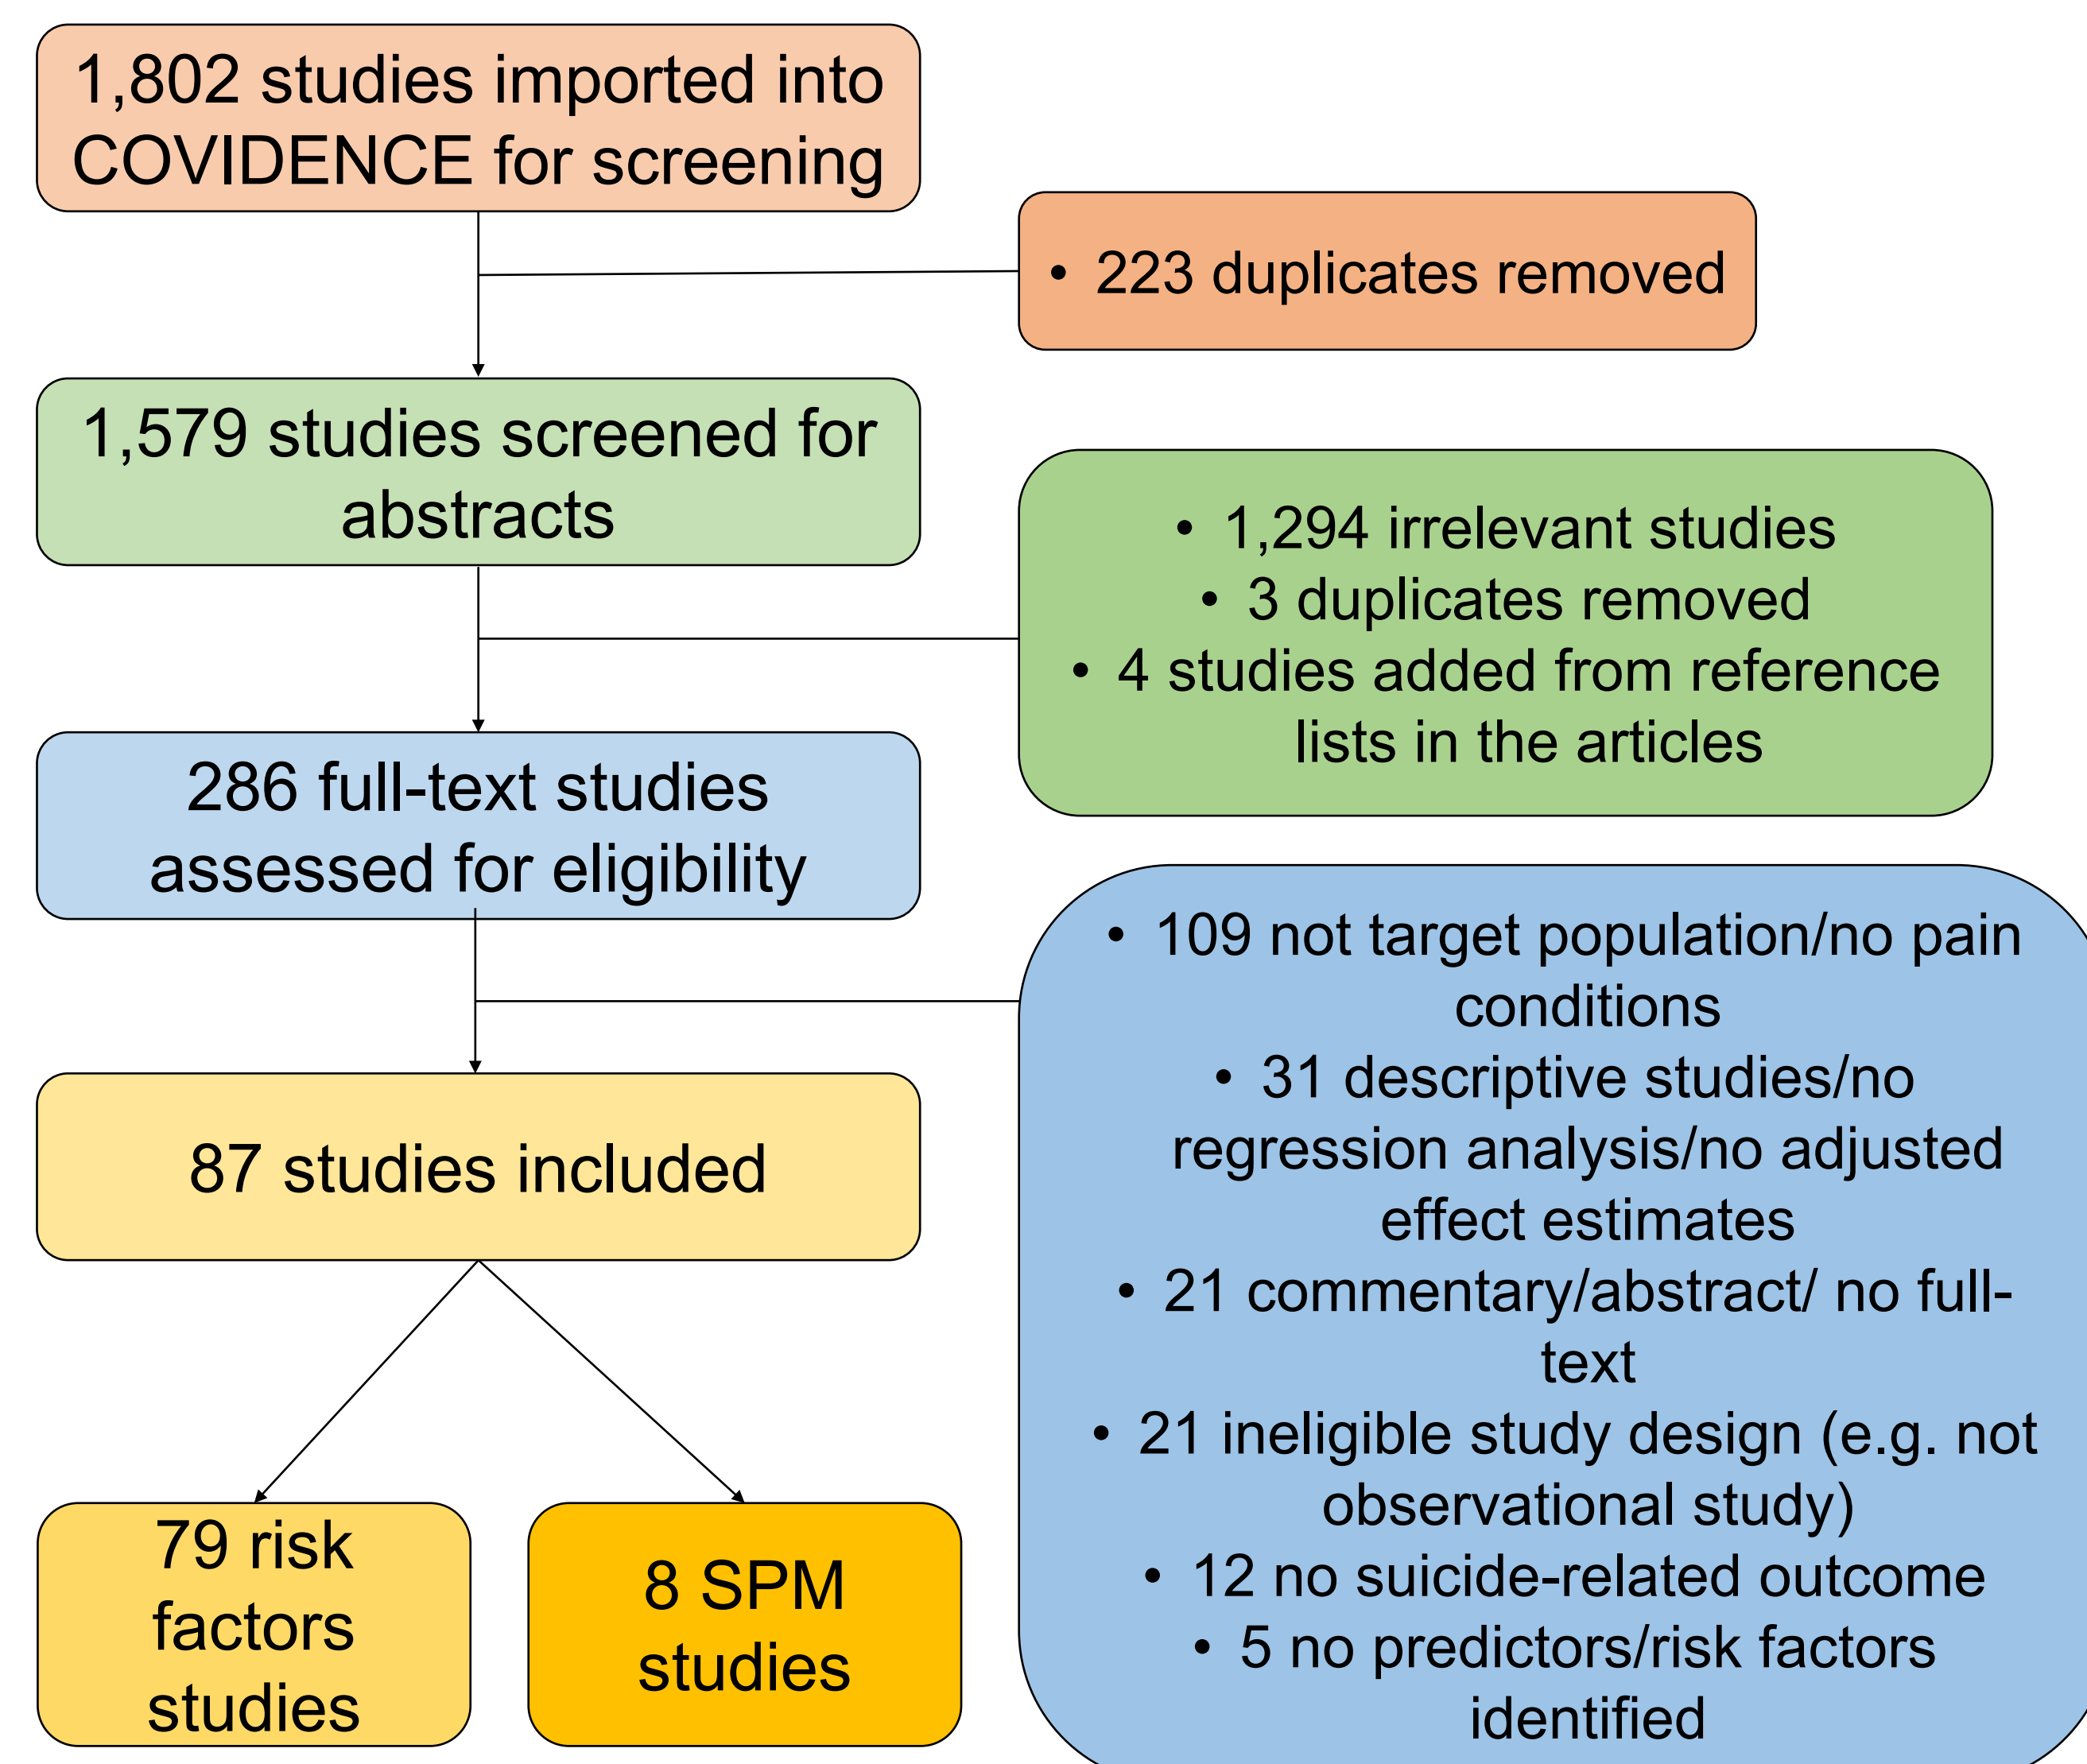 1,802 studies imported into
COVIDENCE for screening
• 223 duplicates removed
1,579 studies screened for
abstracts
• 1,294 irrelevant studies
• 3 duplicates removed
• 4 studies added from reference
lists in the articles
286 full-text studies
assessed for eligibility
• 109 not target population/no pain
conditions
• 31 descriptive studies/no
regression analysis/no adjusted
effect estimates
• 21 commentary/abstract/ no full-
text
• 21 ineligible study design (e.g. not
observational study)
• 12 no suicide-related outcome
• 5 no predictors/risk factors
identified
87 studies included
79 risk
factors
studies
8 SPM
studies